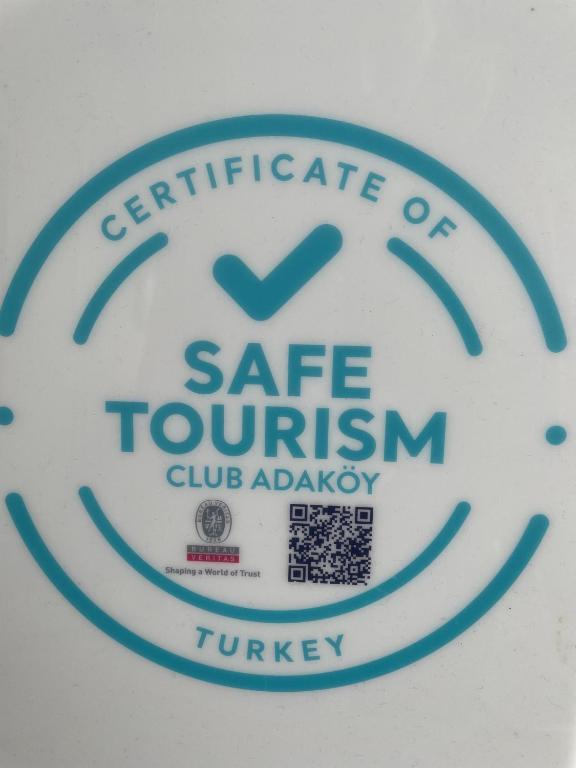 CERTIFICATE OF
SAFE
TOURISM
CLUB ADAKÖY
BUREAU
VERITAS
Shaping a World of Trust
TURKEY